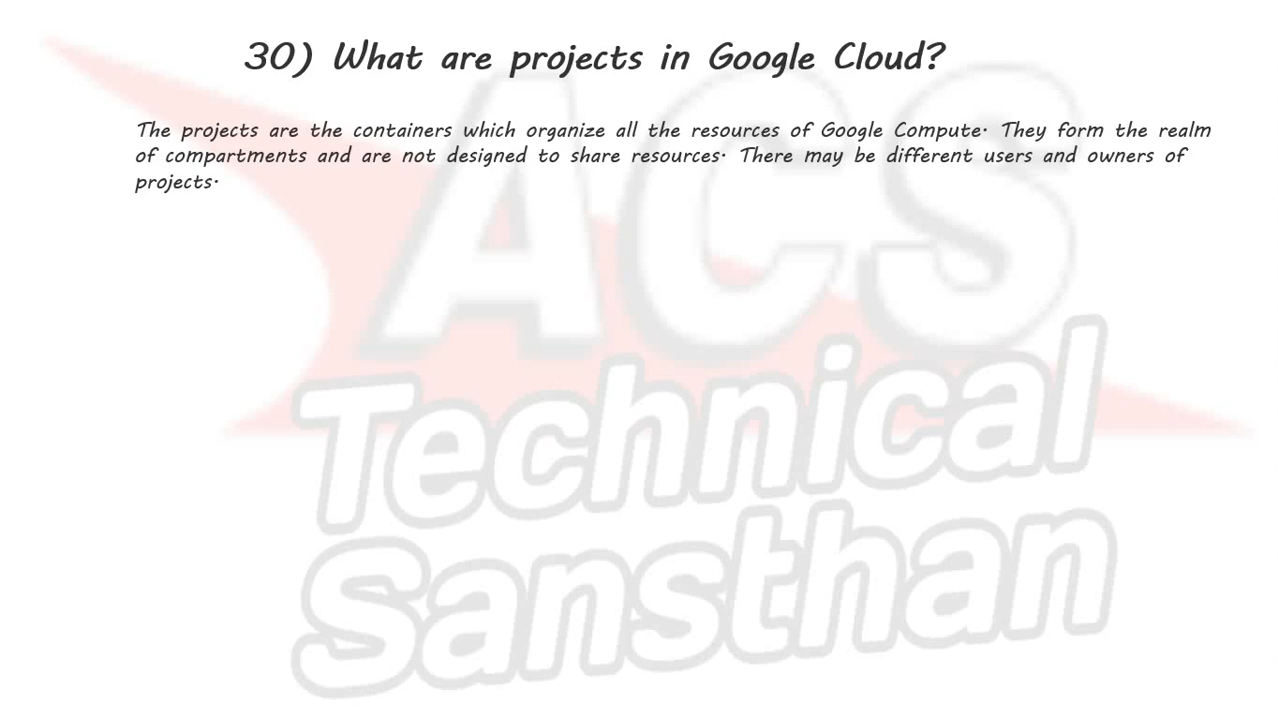 30) What are projects in Google Cloud?
The projects are the containers which organize all the resources of Google Compute. They form the realm
of compartments and are not designed to share resources. There may be different users and owners of
projects.
ACS
Technical
Sansthan